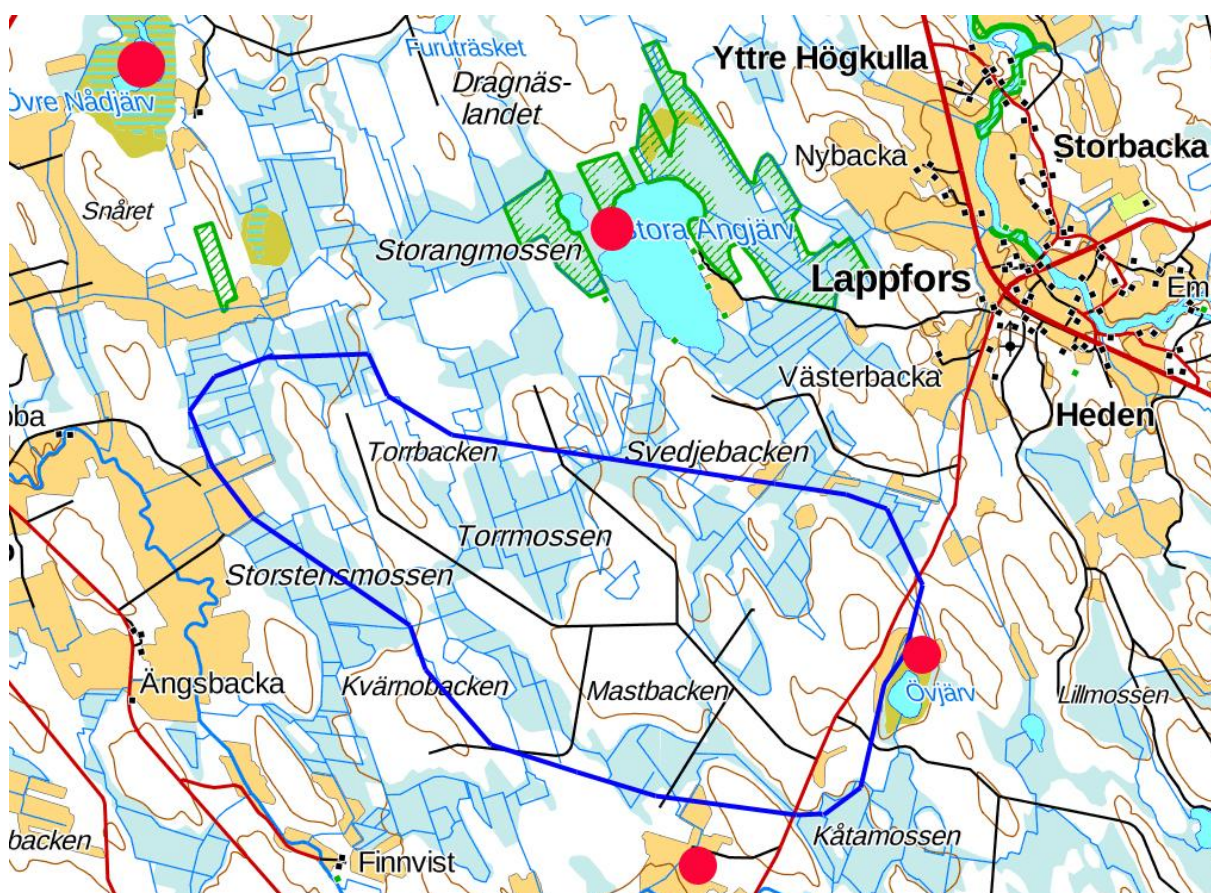 Furuträsket
Yttre Högkulla
Dragnäs-
landet
Övre Nådjärv
Nybacka
Storbacka
Snåret
Storangmossen
Stora Angjärv
Lappfors
Em
Västerbacka
Heden
oba
Torrbacken
Svedjebacken
Torrmossen
Storstensmossen
Ängsbacka
Kvärnobacken
Mastbacken
Övjärv
Lillmossen
backen
Kåtamossen
Finnvist